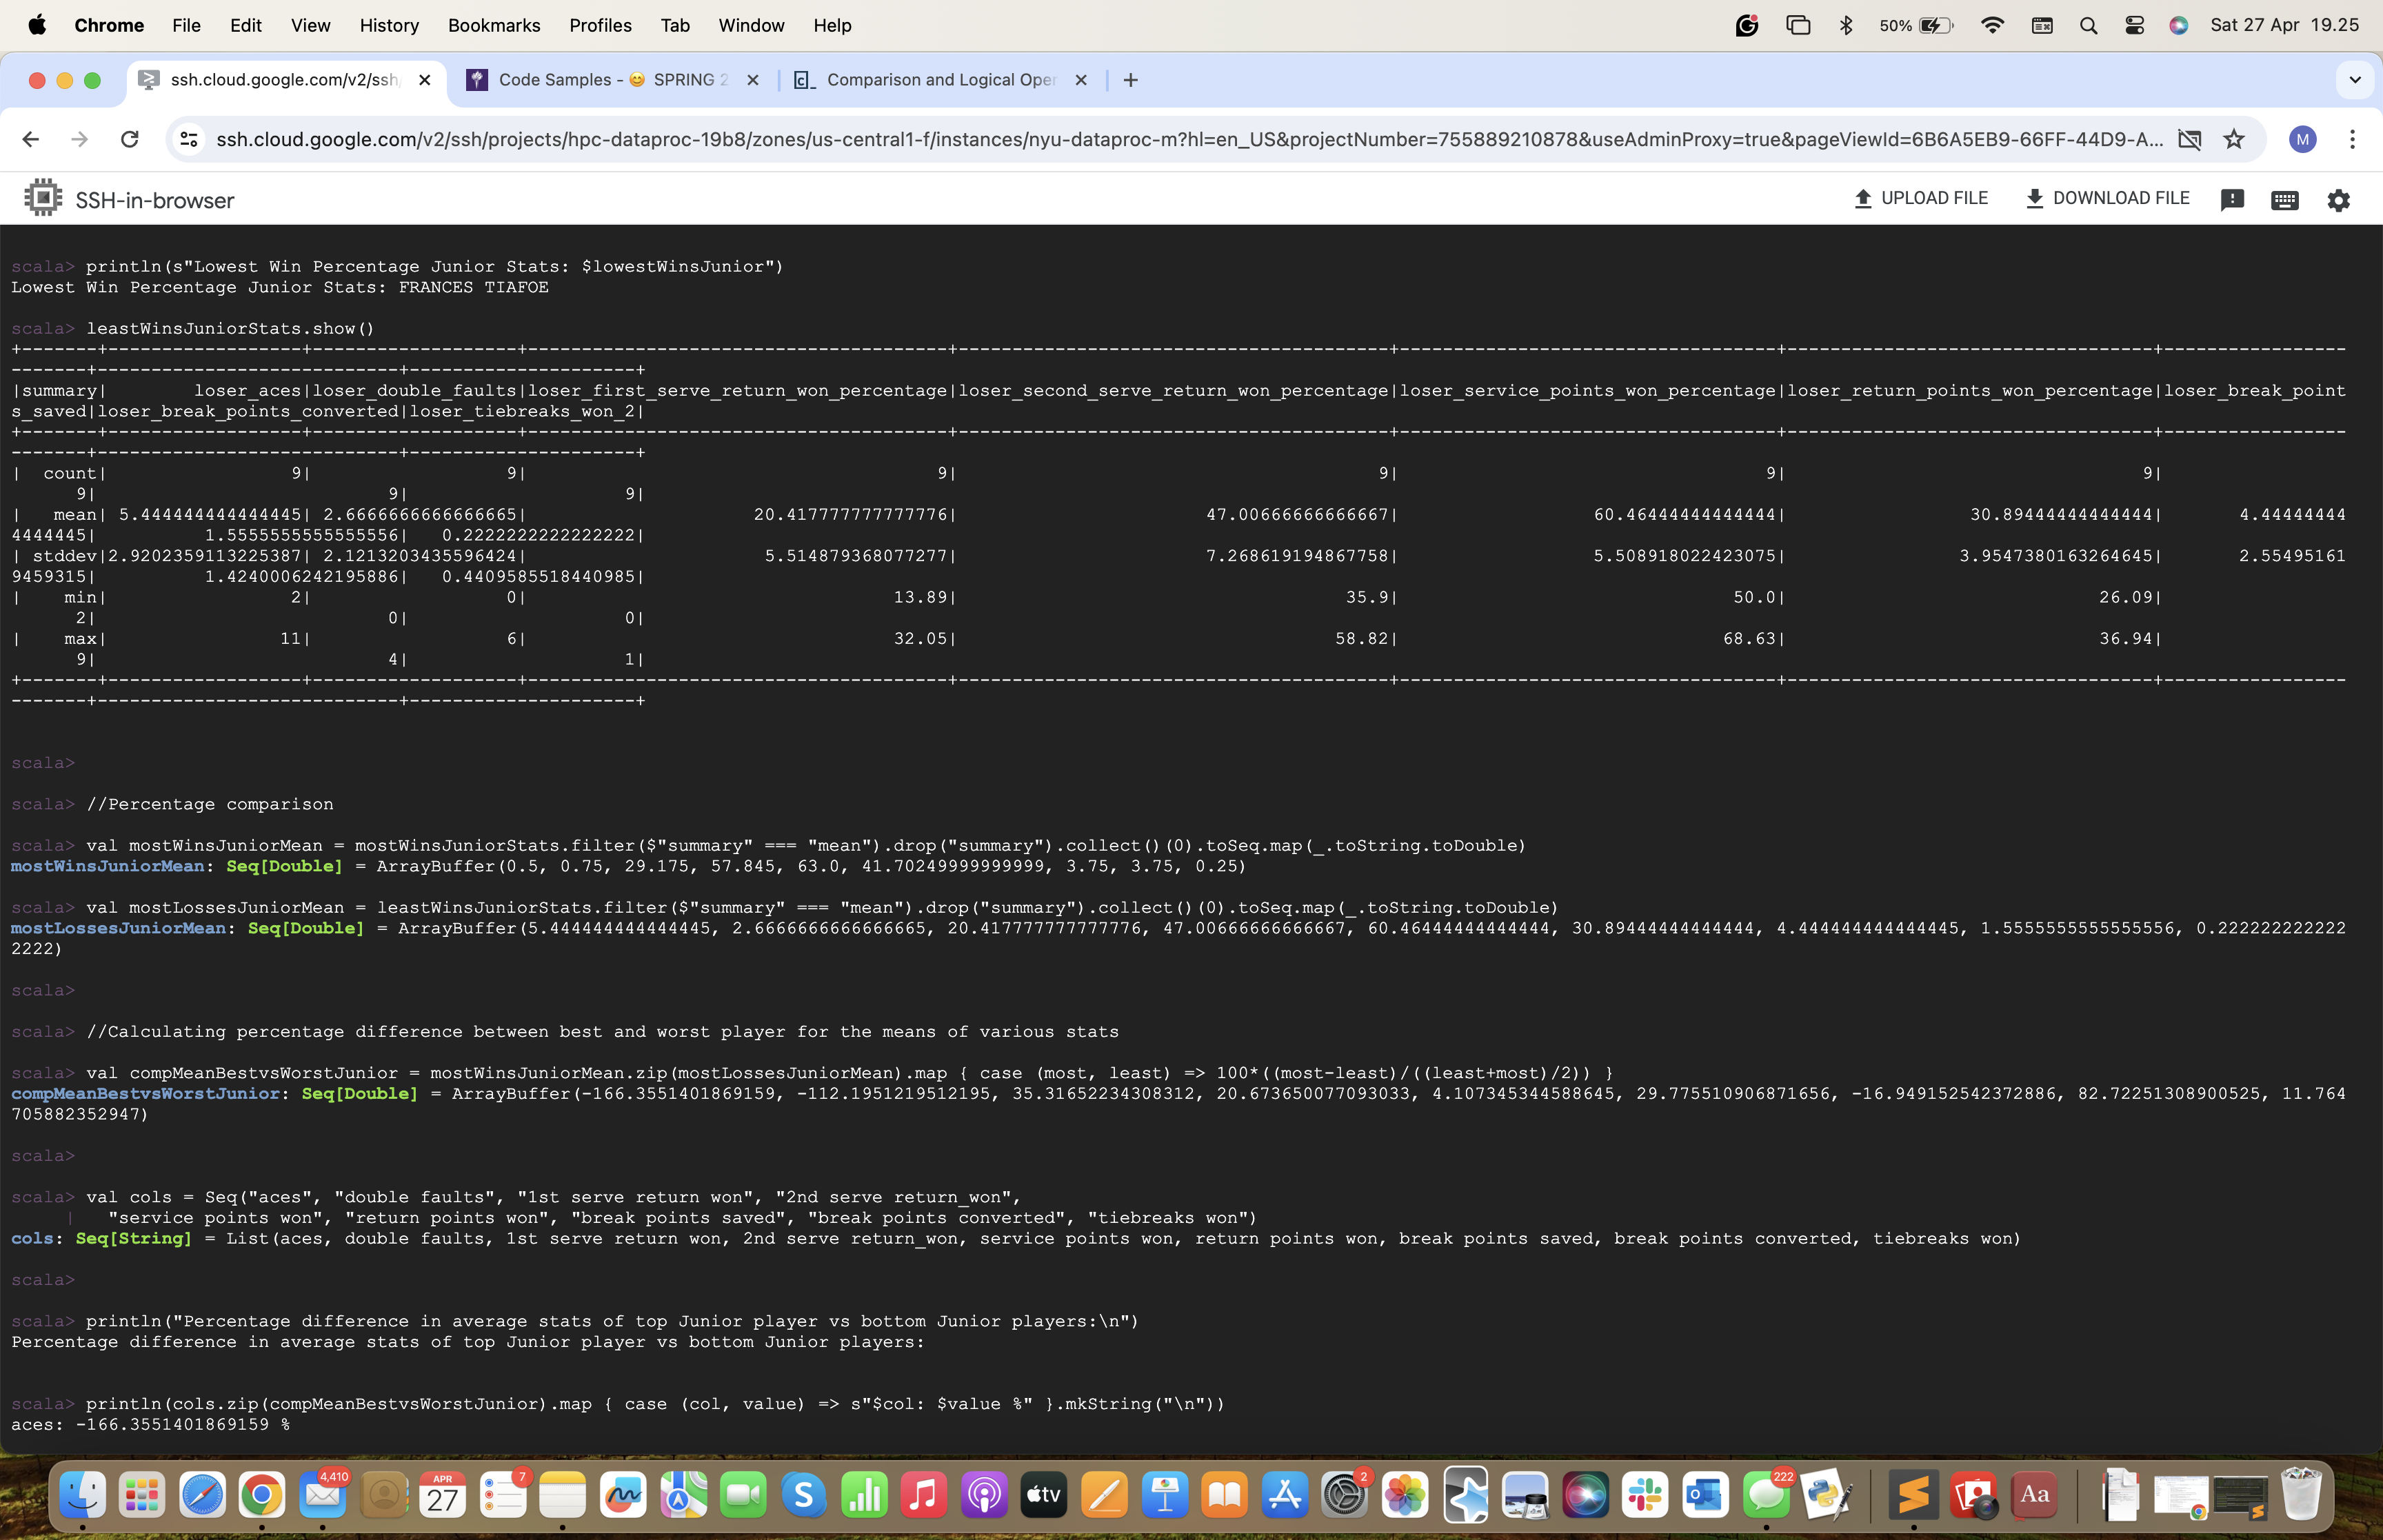 Chrome File Edit View History Bookmarks Profiles Tab Window Help 50% Sat 27 Apr 19.25
ssh.cloud.google.com/v2/ssh/ Code Samples - 😊 SPRING 2 Comparison and Logical Oper
ssh.cloud.google.com/v2/ssh/projects/hpc-dataproc-19b8/zones/us-central1-f/instances/nyu-dataproc-m?hl=en_US&projectNumber=755889210878&useAdminProxy=true&pageViewId=6B6A5EB9-66FF-44D9-A... M
SSH-in-browser UPLOAD FILE DOWNLOAD FILE
scala> println(s"Lowest Win Percentage Junior Stats: $lowestWinsJunior")
Lowest Win Percentage Junior Stats: FRANCES TIAFOE
scala> leastWinsJuniorStats.show()
+-------+------------------+-------------------+---------------------------------------+----------------------------------------+-----------------------------------+----------------------------------+-----------------
-------+----------------------------+---------------------+
|summary| loser_aces|loser_double_faults|loser_first_serve_return_won_percentage|loser_second_serve_return_won_percentage|loser_service_points_won_percentage|loser_return_points_won_percentage|loser_break_point
s_saved|loser_break_points_converted|loser_tiebreaks_won_2|
+-------+------------------+-------------------+---------------------------------------+----------------------------------------+-----------------------------------+----------------------------------+-----------------
-------+----------------------------+---------------------+
| count| 9| 9| 9| 9| 9| 9|
9| 9| 9|
| mean| 5.444444444444445| 2.6666666666666665| 20.417777777777776| 47.00666666666667| 60.46444444444444| 30.89444444444444| 4.44444444
4444445| 1.5555555555555556| 0.2222222222222222|
| stddev|2.9202359113225387| 2.1213203435596424| 5.514879368077277| 7.268619194867758| 5.508918022423075| 3.9547380163264645| 2.55495161
9459315| 1.4240006242195886| 0.4409585518440985|
| min| 2| 0| 13.89| 35.9| 50.0| 26.09|
2| 0| 0|
| max| 11| 6| 32.05| 58.82| 68.63| 36.94|
9| 4| 1|
+-------+------------------+-------------------+---------------------------------------+----------------------------------------+-----------------------------------+----------------------------------+-----------------
-------+----------------------------+---------------------+
scala>
scala> //Percentage comparison
scala> val mostWinsJuniorMean = mostWinsJuniorStats.filter($"summary" === "mean").drop("summary").collect()(0).toSeq.map(_.toString.toDouble)
mostWinsJuniorMean: Seq[Double] = ArrayBuffer(0.5, 0.75, 29.175, 57.845, 63.0, 41.70249999999999, 3.75, 3.75, 0.25)
scala> val mostLossesJuniorMean = leastWinsJuniorStats.filter($"summary" === "mean").drop("summary").collect()(0).toSeq.map(_.toString.toDouble)
mostLossesJuniorMean: Seq[Double] = ArrayBuffer(5.444444444444445, 2.6666666666666665, 20.417777777777776, 47.00666666666667, 60.46444444444444, 30.89444444444444, 4.444444444444445, 1.5555555555555556, 0.222222222222
2222)
scala>
scala> //Calculating percentage difference between best and worst player for the means of various stats
scala> val compMeanBestvsWorstJunior = mostWinsJuniorMean.zip(mostLossesJuniorMean).map { case (most, least) => 100*((most-least)/((least+most)/2)) }
compMeanBestvsWorstJunior: Seq[Double] = ArrayBuffer(-166.3551401869159, -112.1951219512195, 35.31652234308312, 20.673650077093033, 4.107345344588645, 29.775510906871656, -16.949152542372886, 82.72251308900525, 11.764
705882352947)
scala>
scala> val cols = Seq("aces", "double faults", "1st serve return won", "2nd serve return_won",
| "service points won", "return points won", "break points saved", "break points converted", "tiebreaks won")
cols: Seq[String] = List(aces, double faults, 1st serve return won, 2nd serve return_won, service points won, return points won, break points saved, break points converted, tiebreaks won)
scala>
scala> println("Percentage difference in average stats of top Junior player vs bottom Junior players:\n")
Percentage difference in average stats of top Junior player vs bottom Junior players:
scala> println(cols.zip(compMeanBestvsWorstJunior).map { case (col, value) => s"$col: $value %" }.mkString("\n"))
aces: -166.3551401869159 %
4,410 APR 27 7 tv 2 222 Aa